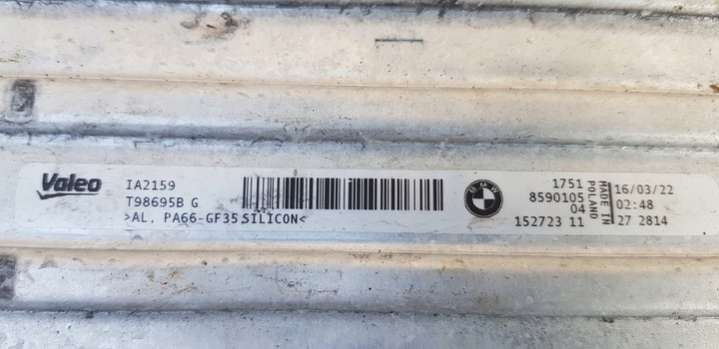 Valeo
IA2159
T98695B G
>AL. PA66-GF35 SILICON<
BMW
1751
8590105
04
152723 11
MADE IN
POLAND
16/03/22
02:48
27 2814